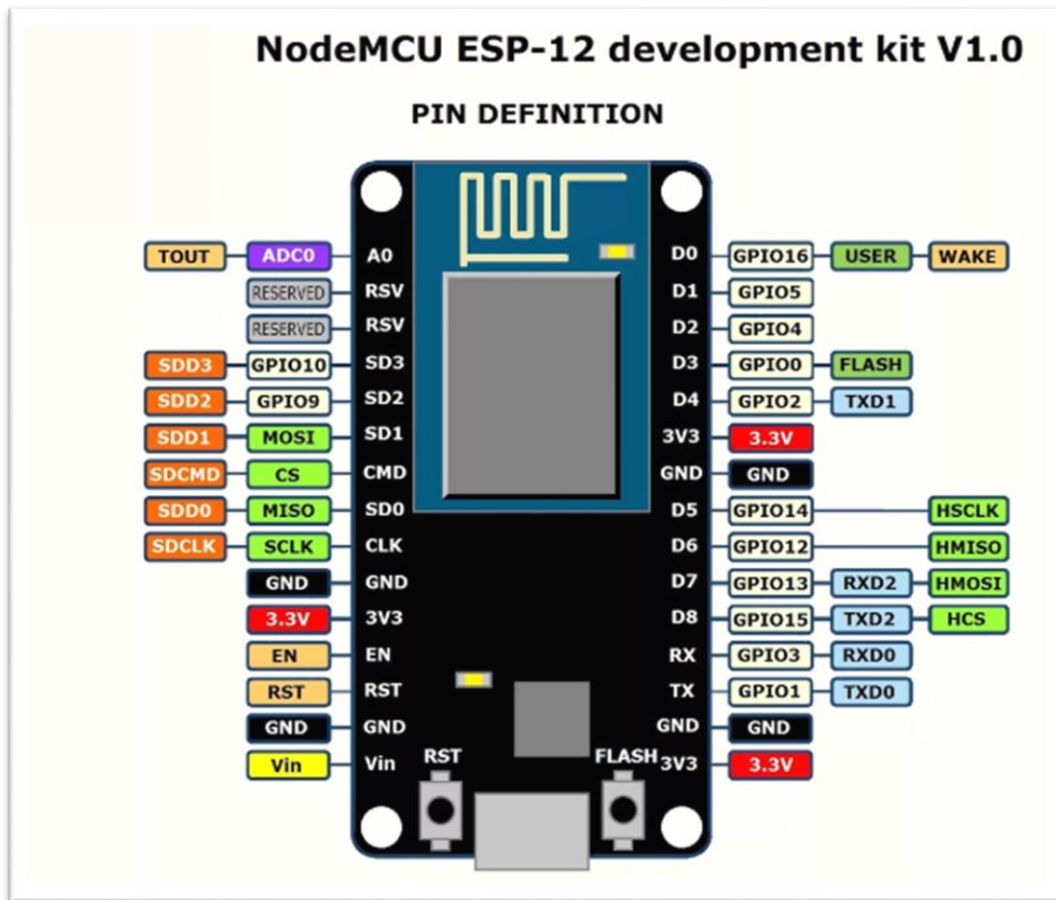 NodeMCU ESP-12 development kit V1.0
PIN DEFINITION
TOUT ADC0 A0 D0 GPIO16 USER WAKE
RESERVED RSV D1 GPIO5
RESERVED RSV D2 GPIO4
SDD3 GPIO10 SD3 D3 GPIO0 FLASH
SDD2 GPIO9 SD2 D4 GPIO2 TXD1
SDD1 MOSI SD1 3V3 3.3V
SDCMD CS CMD GND GND
SDD0 MISO SD0 D5 GPIO14 HSCLK
SDCLK SCLK CLK D6 GPIO12 HMISO
GND GND D7 GPIO13 RXD2 HMOSI
3.3V 3V3 D8 GPIO15 TXD2 HCS
EN EN RX GPIO3 RXD0
RST RST TX GPIO1 TXD0
GND GND GND GND
Vin Vin RST FLASH 3V3 3.3V